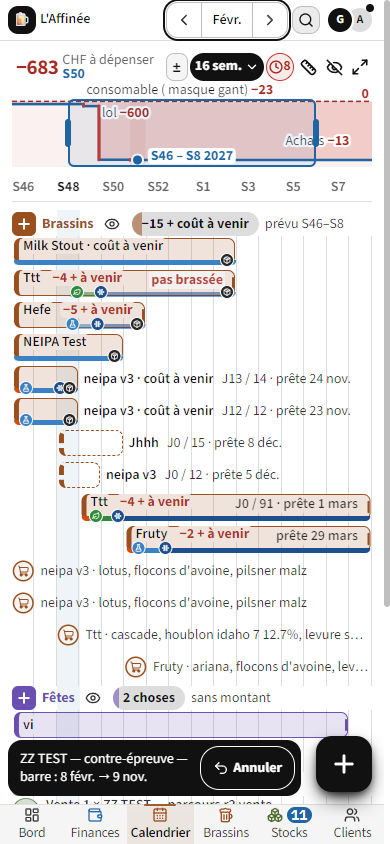 L'Affinée
Févr.
G A
−683 CHF à dépenser
S50
±
16 sem.
8
consomable ( masque gant) −23
0
lol −600
Achats −13
S46 – S8 2027
S46 S48 S50 S52 S1 S3 S5 S7
Brassins
−15 + coût à venir
prévu S46–S8
Milk Stout · coût à venir
Ttt −4 + à venir pas brassée
Hefe −5 + à venir
NEIPA Test
neipa v3 · coût à venir J13 / 14 · prête 24 nov.
neipa v3 · coût à venir J12 / 12 · prête 23 nov.
Jhhh J0 / 15 · prête 8 déc.
neipa v3 J0 / 12 · prête 5 déc.
Ttt −4 + à venir J0 / 91 · prête 1 mars
Fruty −2 + à venir prête 29 mars
neipa v3 · lotus, flocons d'avoine, pilsner malz
neipa v3 · lotus, flocons d'avoine, pilsner malz
Ttt · cascade, houblon idaho 7 12.7%, levure s…
Fruty · ariana, flocons d'avoine, lev…
Fêtes
2 choses
sans montant
vi
ZZ TEST — contre-épreuve —
barre : 8 févr. → 9 nov.
Annuler
Bord
Finances
Calendrier
Brassins
Stocks
11
Clients